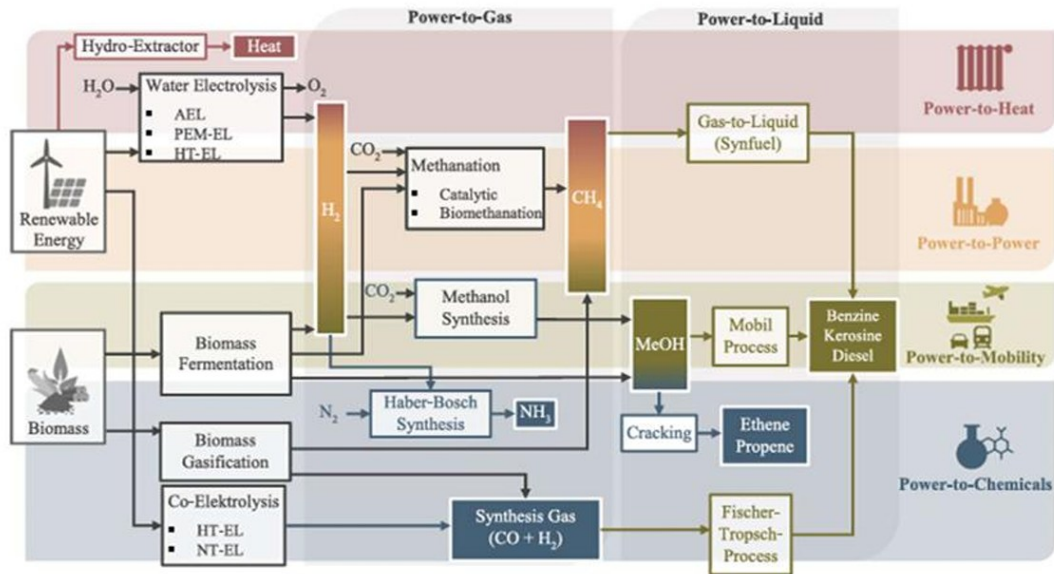 Power-to-Gas
Power-to-Liquid
Hydro-Extractor
Heat
Power-to-Heat
H₂O
Water Electrolysis
O₂
▪ AEL
▪ PEM-EL
▪ HT-EL
Renewable
Energy
H₂
CO₂
Methanation
▪ Catalytic
▪ Biomethanation
CH₄
Gas-to-Liquid
(Synfuel)
Power-to-Power
CO₂
Methanol
Synthesis
MeOH
Mobil
Process
Benzine
Kerosine
Diesel
Power-to-Mobility
Biomass
Biomass
Fermentation
N₂
Haber-Bosch
Synthesis
NH₃
Cracking
Ethene
Propene
Biomass
Gasification
Power-to-Chemicals
Co-Elektrolysis
▪ HT-EL
▪ NT-EL
Synthesis Gas
(CO + H₂)
Fischer-
Tropsch-
Process